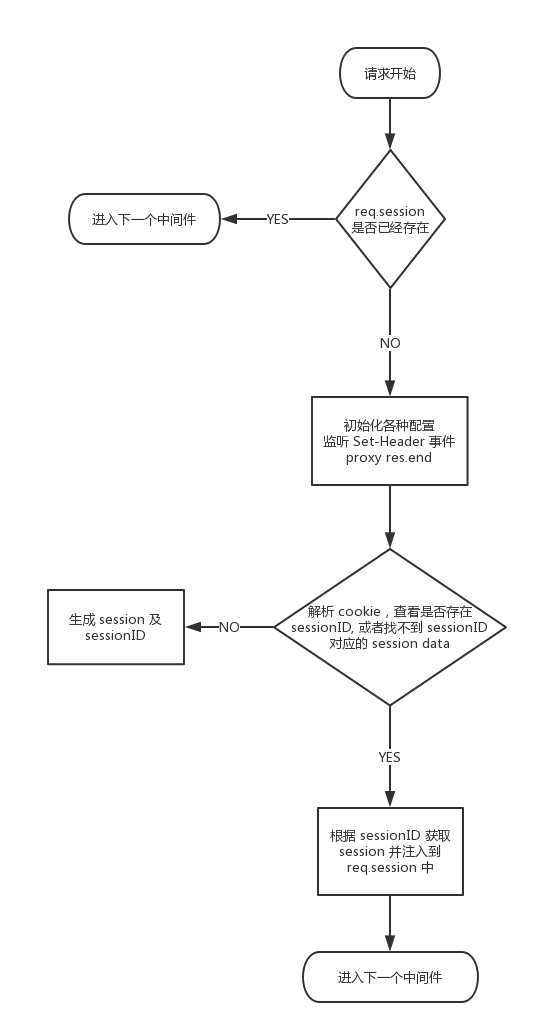 请求开始
req.session
是否已经存在
YES
进入下一个中间件
NO
初始化各种配置
监听 Set-Header 事件
proxy res.end
解析 cookie，查看是否存在
sessionID, 或者找不到 sessionID
对应的 session data
NO
生成 session 及
sessionID
YES
根据 sessionID 获取
session 并注入到
req.session 中
进入下一个中间件